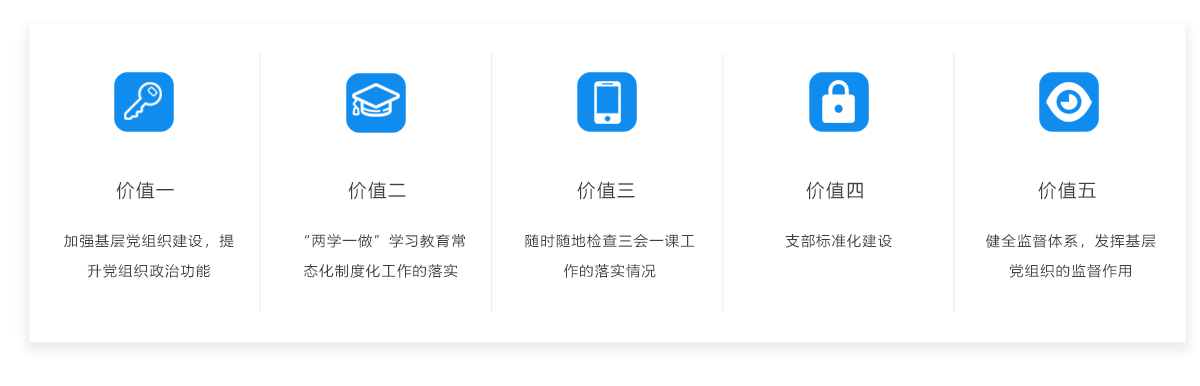 价值一
加强基层党组织建设，提
升党组织政治功能
价值二
“两学一做”学习教育常
态化制度化工作的落实
价值三
随时随地检查三会一课工
作的落实情况
价值四
支部标准化建设
价值五
健全监督体系，发挥基层
党组织的监督作用